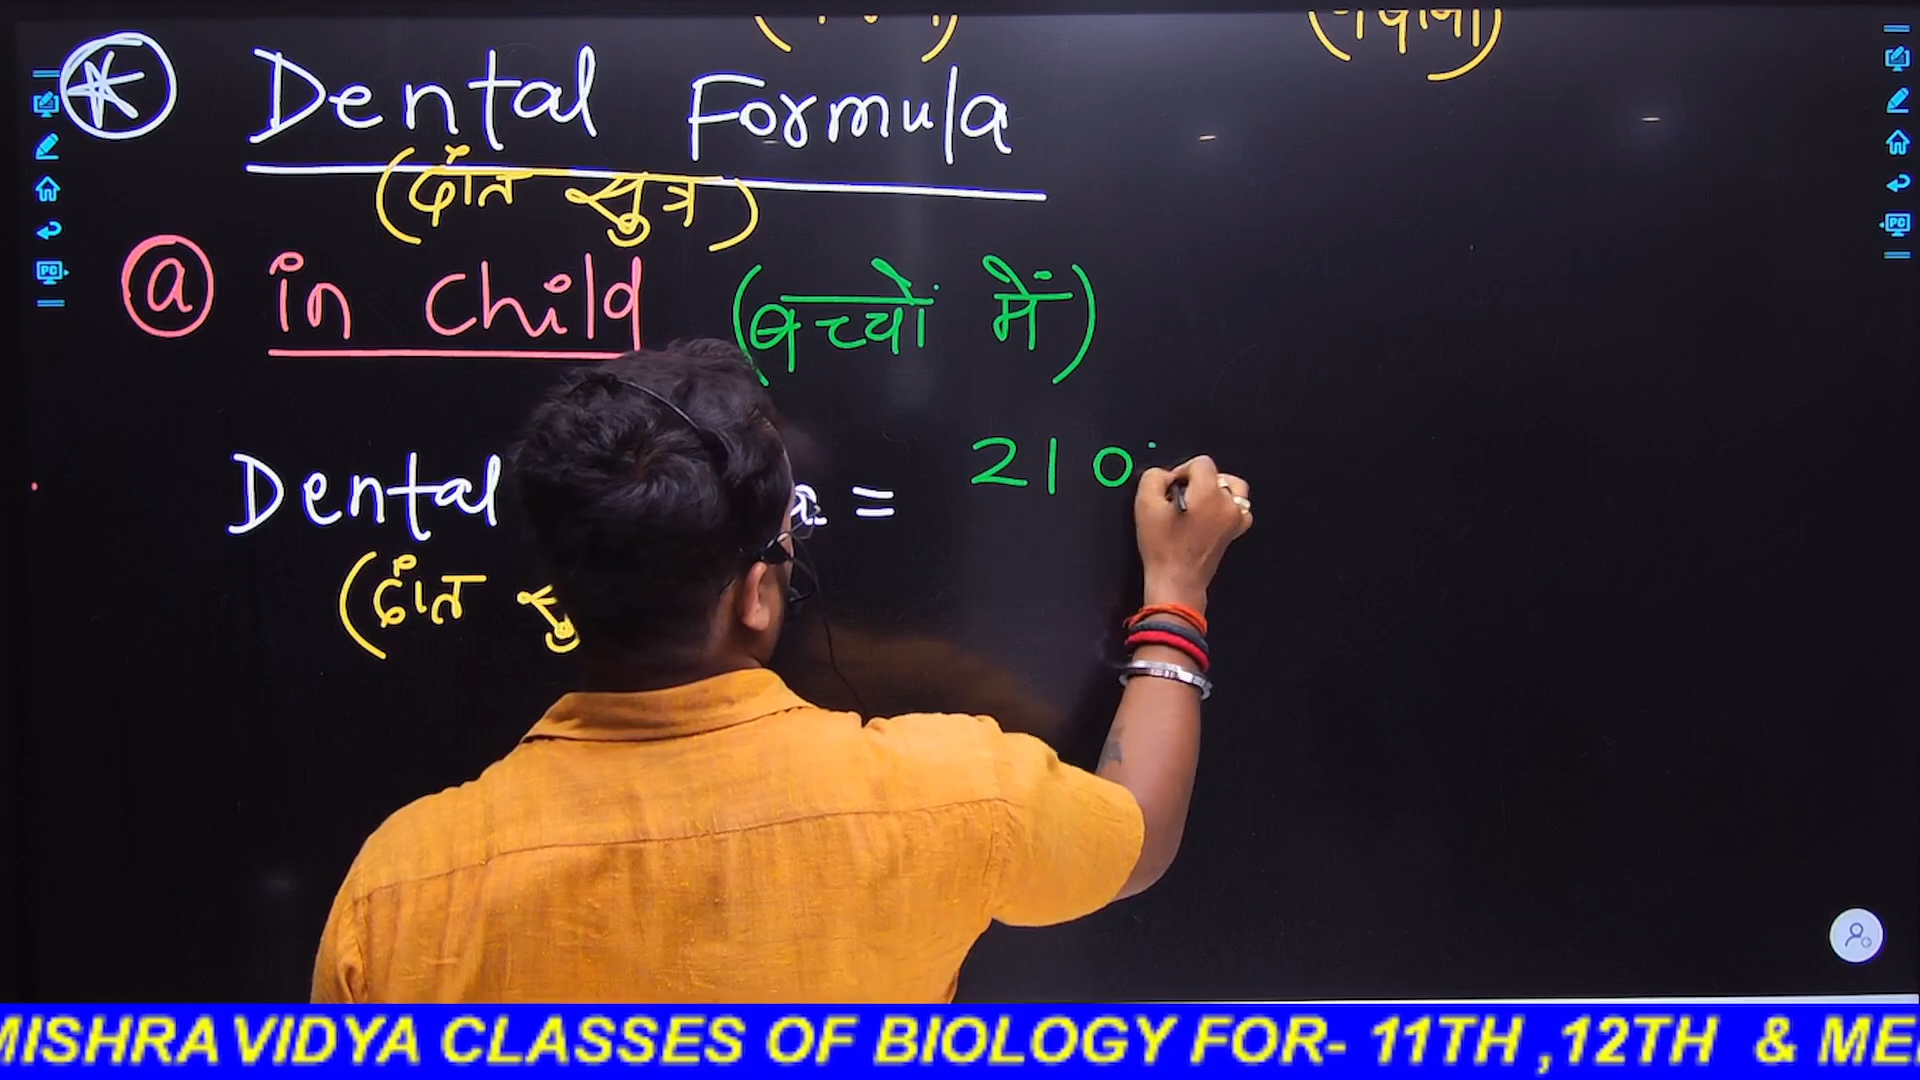 Dental Formula
(दाँत सुत्र)
a in child (बच्चों में)
Dental a = 210
(दाँत सु
MISHRA VIDYA CLASSES OF BIOLOGY FOR- 11TH ,12TH & ME